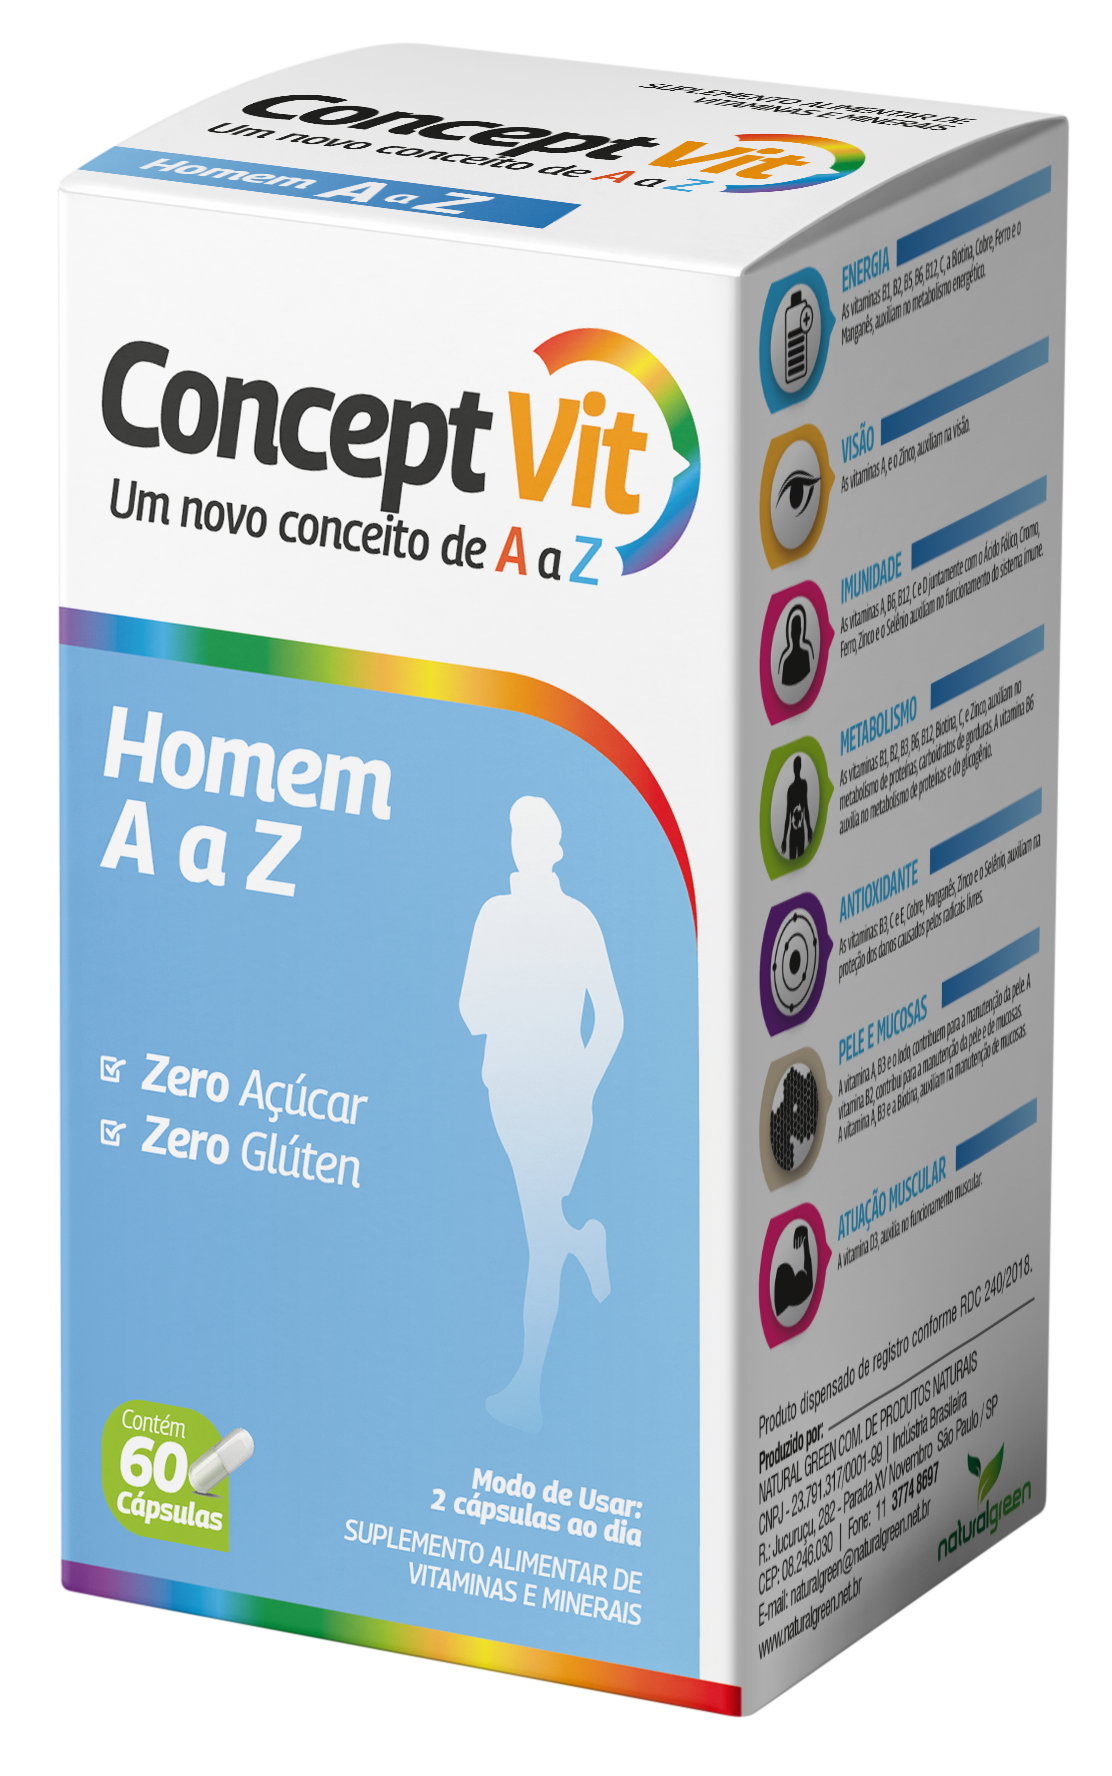 SUPLEMENTO ALIMENTAR DE
VITAMINAS E MINERAIS
Concept Vit
Um novo conceito de A a Z
Homem A a Z
Concept Vit
Um novo conceito de A a Z
Homem
A a Z
Zero Açúcar
Zero Glúten
Contém
60
Cápsulas
Modo de Usar:
2 cápsulas ao dia
SUPLEMENTO ALIMENTAR DE
VITAMINAS E MINERAIS
ENERGIA
As vitaminas B1, B2, B5, B6, B12, C, a Biotina, Cobre, Ferro e o
Manganês, auxiliam no metabolismo energético.
VISÃO
As vitaminas A, e o Zinco, auxiliam na visão.
IMUNIDADE
As vitaminas A, B6, B12, C e D juntamente com o Ácido Fólico, Cromo,
Ferro, Zinco e o Selênio auxiliam no funcionamento do sistema imune.
METABOLISMO
As vitaminas B1, B2, B3, B6, B12, Biotina, C, e Zinco, auxiliam no
metabolismo de proteínas, carboidratos de gorduras. A vitamina B6
auxilia no metabolismo de proteínas e do glicogênio.
ANTIOXIDANTE
As vitaminas: B3, C e E, Cobre, Manganês, Zinco e o Selênio, auxiliam na
proteção dos danos causados pelos radicais livres.
PELE E MUCOSAS
A vitamina A, B3 e o Iodo, contribuem para a manutenção da pele. A
vitamina B2, contribui para a manutenção da pele e de mucosas.
A vitamina A, B3 e a Biotina, auxiliam na manutenção de mucosas.
ATUAÇÃO MUSCULAR
A vitamina D3, auxilia no funcionamento muscular.
Produto dispensado de registro conforme RDC 240/2018.
Produzido por:
NATURAL GREEN COM. DE PRODUTOS NATURAIS
CNPJ - 23.791.317/0001-99 | Indústria Brasileira
R.: Jucuruçu, 282 - Parada XV Novembro São Paulo / SP
CEP: 08.246.030 | Fone: 11 3774 8697
E-mail: naturalgreen@naturalgreen.net.br
www.naturalgreen.net.br
naturalgreen